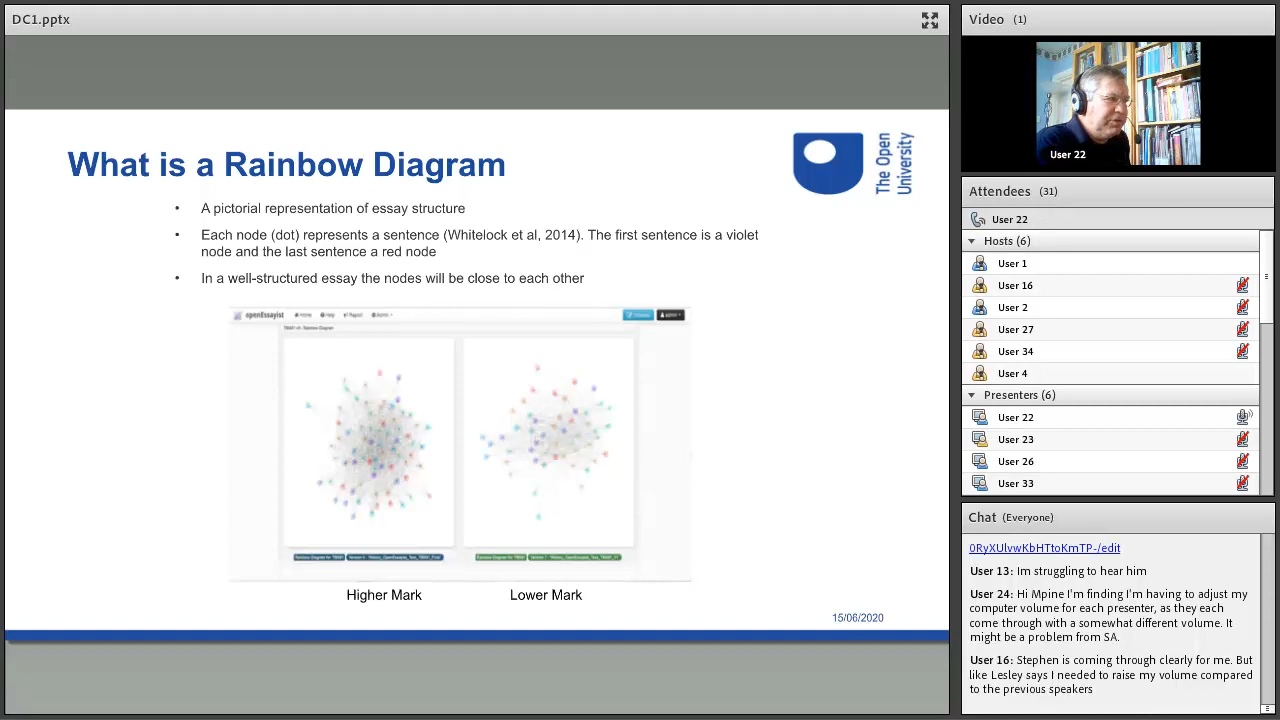 DC1.pptx
What is a Rainbow Diagram
The Open
University
• A pictorial representation of essay structure
• Each node (dot) represents a sentence (Whitelock et al, 2014). The first sentence is a violet
node and the last sentence a red node
• In a well-structured essay the nodes will be close to each other
openEssayist
Home Help Report Admin
Higher Mark
Lower Mark
15/06/2020
Video (1)
User 22
Attendees (31)
User 22
Hosts (6)
User 1
User 16
User 2
User 27
User 34
User 4
Presenters (6)
User 22
User 23
User 26
User 33
Chat (Everyone)
0RyXUlvwKbHTtoKmTP-/edit
User 13: Im struggling to hear him
User 24: Hi Mpine I'm finding I'm having to adjust my
computer volume for each presenter, as they each
come through with a somewhat different volume. It
might be a problem from SA.
User 16: Stephen is coming through clearly for me. But
like Lesley says I needed to raise my volume compared
to the previous speakers